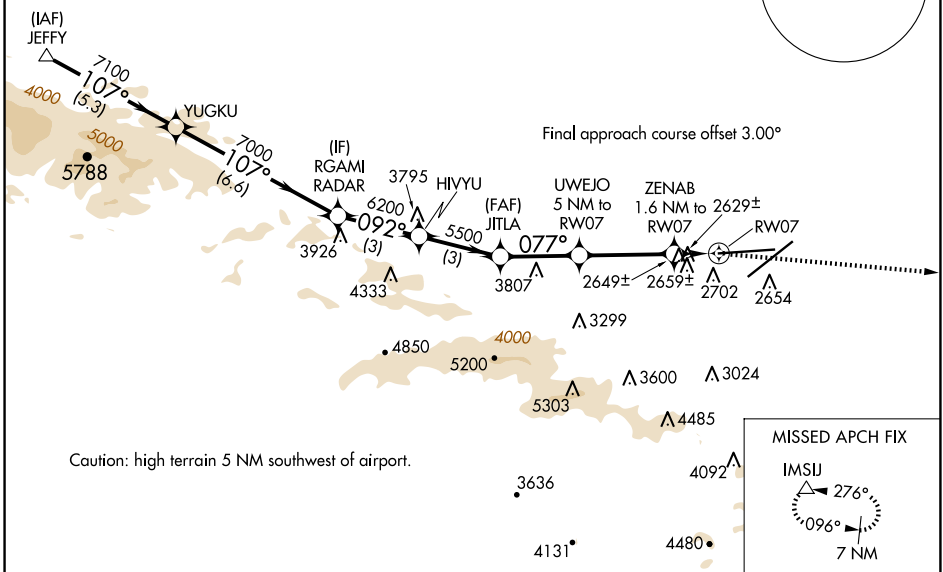 (IAF)
JEFFY
7100
107°
(5.3)
4000
5000
5788
YUGKU
7000
107°
(6.6)
Final approach course offset 3.00°
(IF)
RGAMI
RADAR
3926
3795
HIVYU
6200
092°
(3)
4333
5500
(3)
(FAF)
JITLA
077°
3807
UWEJO
5 NM to
RW07
ZENAB
1.6 NM to
RW07
2629±
RW07
2649±
2659±
2702
2654
3299
4850
4000
5200
5303
3600
3024
4485
4092
Caution: high terrain 5 NM southwest of airport.
3636
4131
4480
MISSED APCH FIX
IMSIJ
276°
096°
7 NM